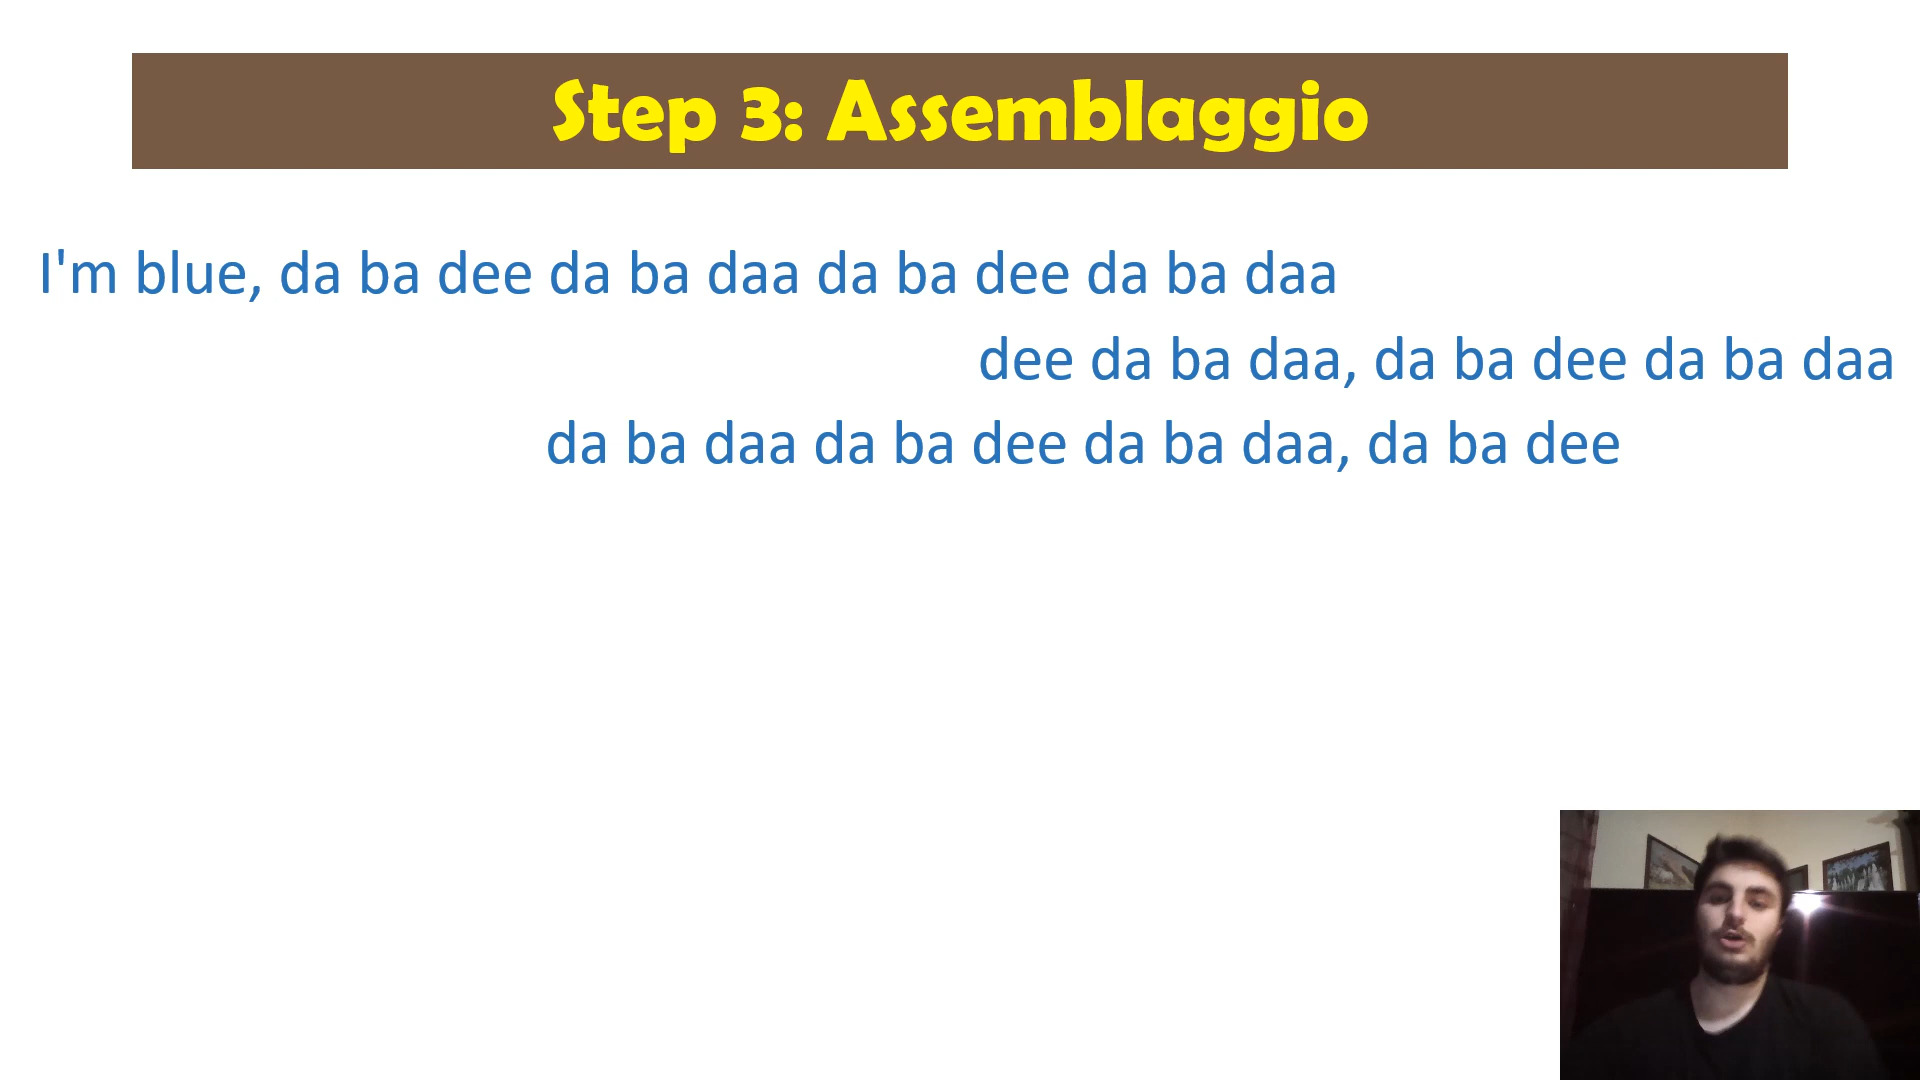 Step 3: Assemblaggio
I'm blue, da ba dee da ba daa da ba dee da ba daa
dee da ba daa, da ba dee da ba daa
da ba daa da ba dee da ba daa, da ba dee